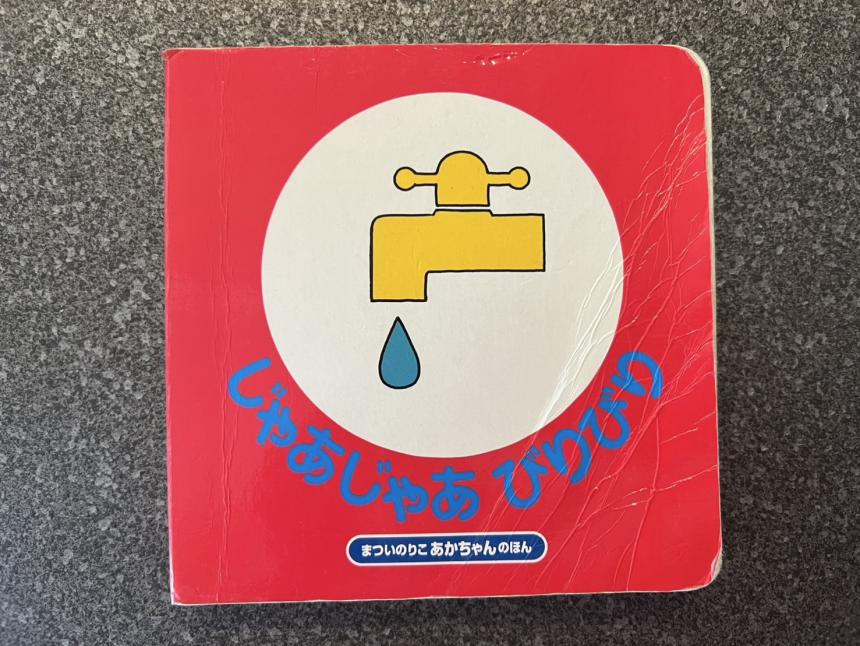 じゃあじゃあ びりびり
まついのりこ あかちゃんのほん